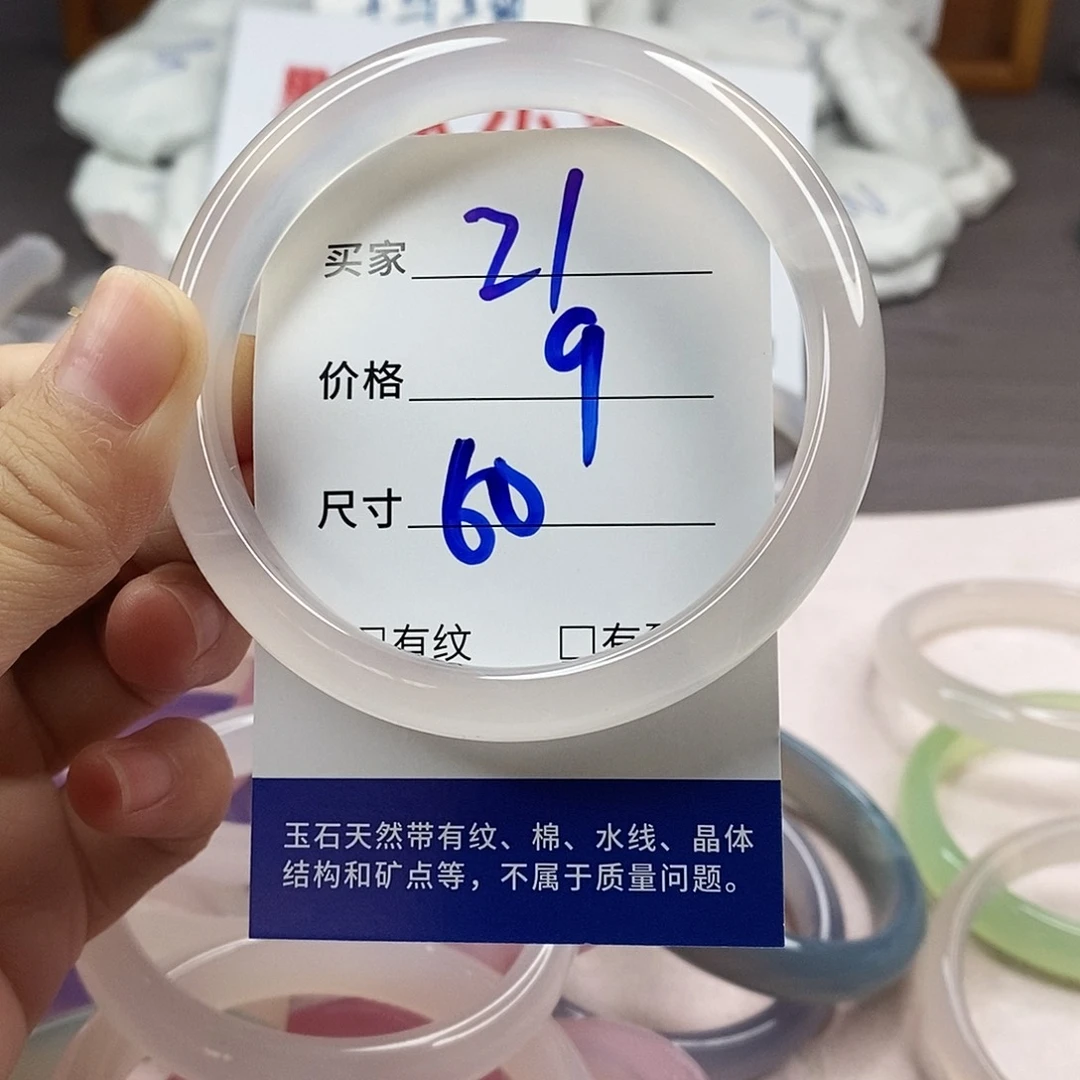 买家 21
价格 9
尺寸 60
□有纹 □有
玉石天然带有纹、棉、水线、晶体
结构和矿点等，不属于质量问题。